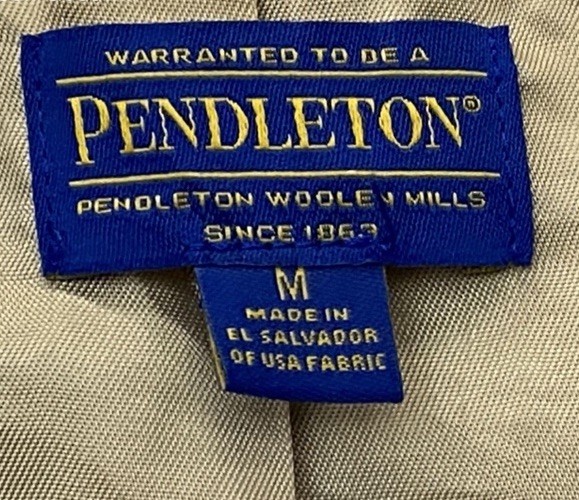 WARRANTED TO BE A
PENDLETON®
PENDLETON WOOLEN MILLS
SINCE 1863
M
MADE IN
EL SALVADOR
OF USA FABRIC